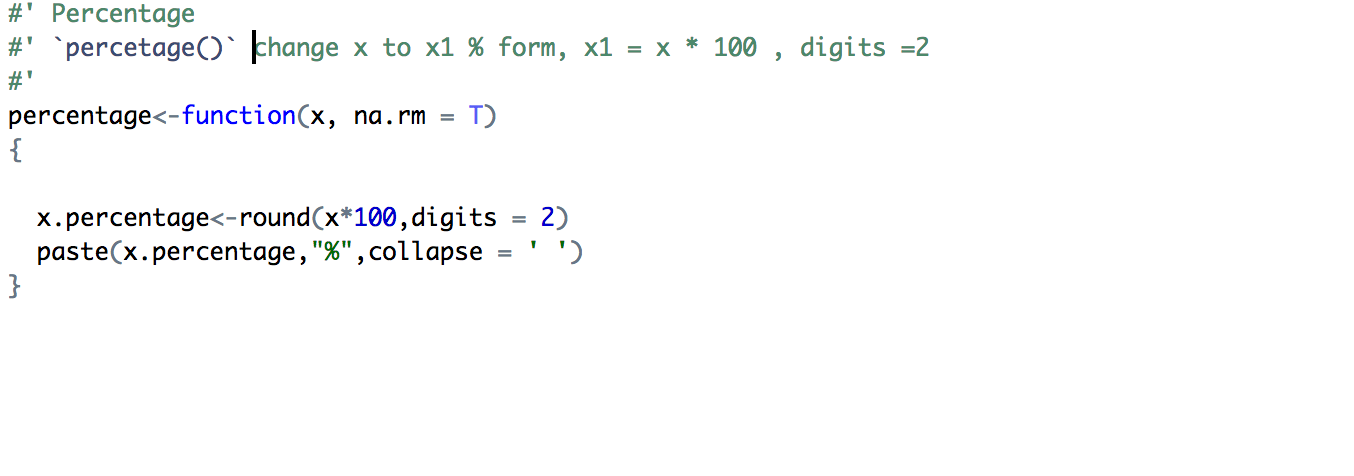 #' Percentage
#' `percetage()` change x to x1 % form, x1 = x * 100 , digits =2
#'
percentage<-function(x, na.rm = T)
{
x.percentage<-round(x*100,digits = 2)
paste(x.percentage,"%",collapse = ' ')
}